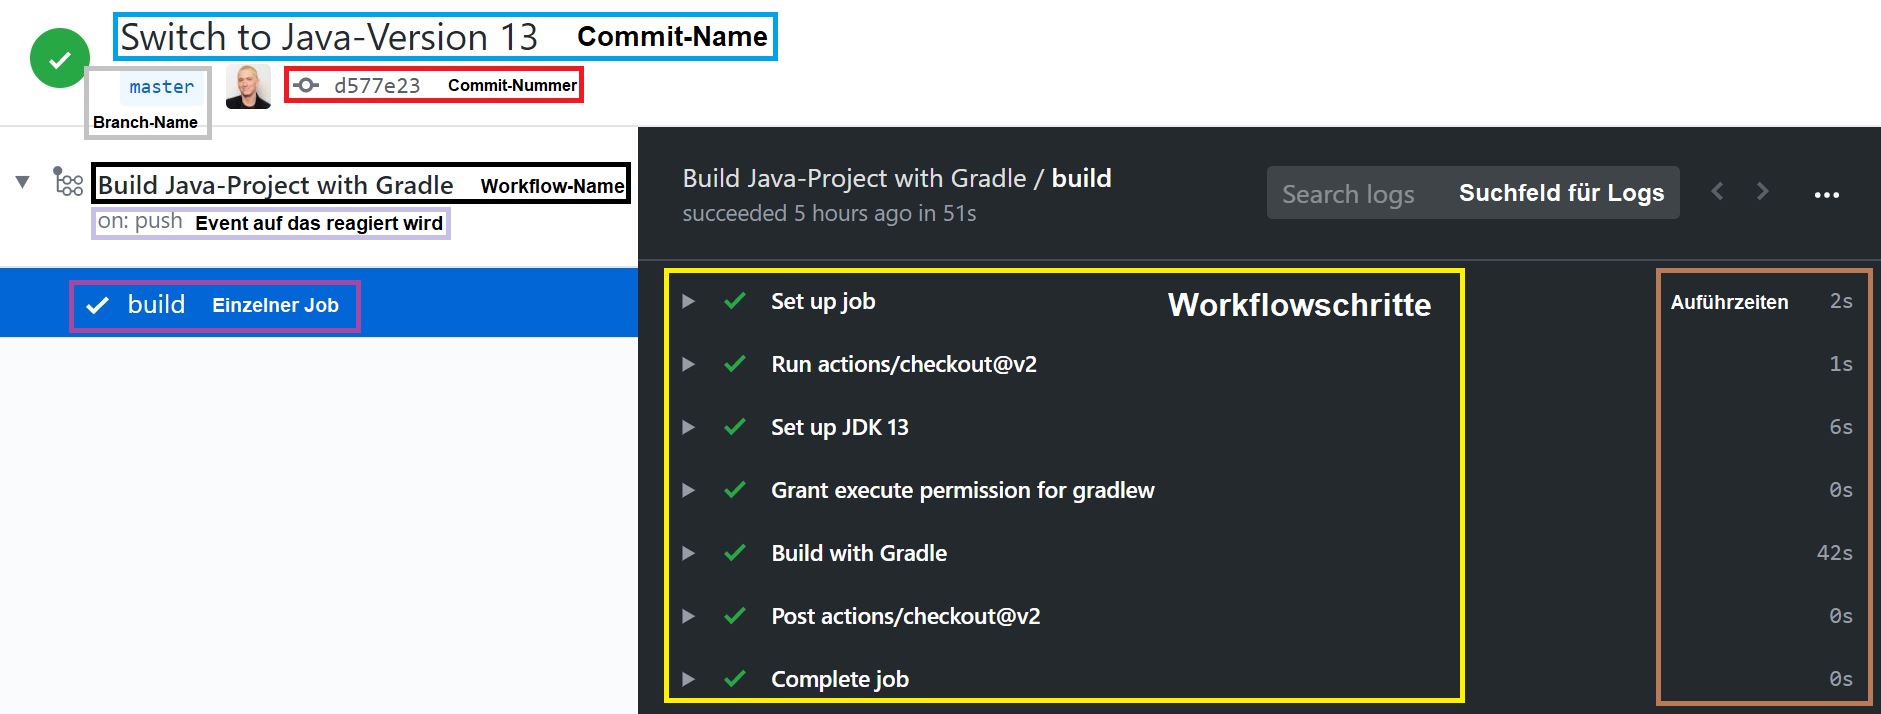 Switch to Java-Version 13 Commit-Name
master d577e23 Commit-Nummer
Branch-Name
Build Java-Project with Gradle Workflow-Name
on: push Event auf das reagiert wird
build Einzelner Job
Build Java-Project with Gradle / build
succeeded 5 hours ago in 51s
Search logs Suchfeld für Logs
Set up job Workflowschritte Auführzeiten 2s
Run actions/checkout@v2 1s
Set up JDK 13 6s
Grant execute permission for gradlew 0s
Build with Gradle 42s
Post actions/checkout@v2 0s
Complete job 0s